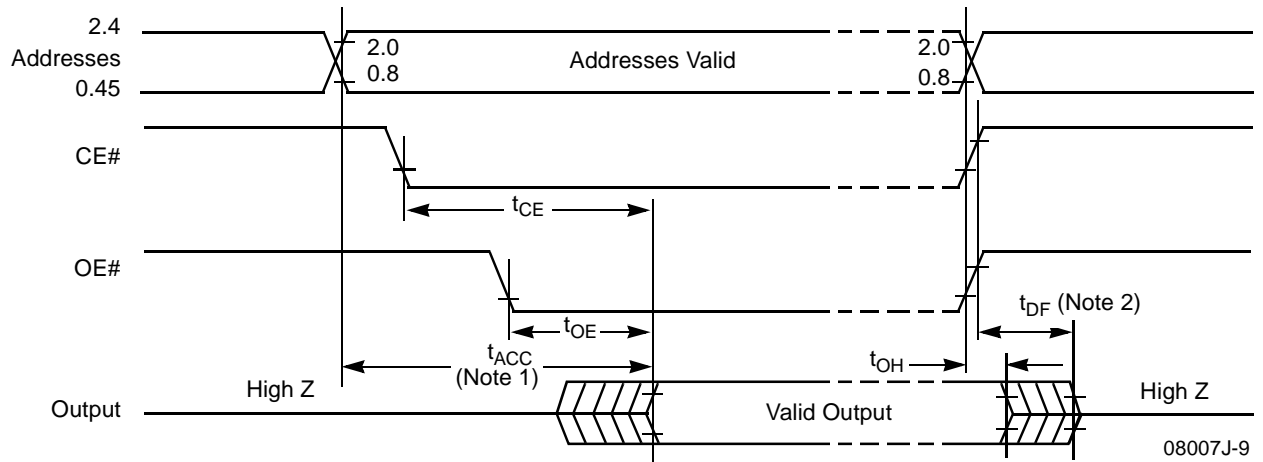 2.4
Addresses
0.45
2.0
0.8
Addresses Valid
2.0
0.8
CE#
tCE
OE#
tDF (Note 2)
tOE
tACC
(Note 1)
tOH
High Z
High Z
Output
Valid Output
08007J-9